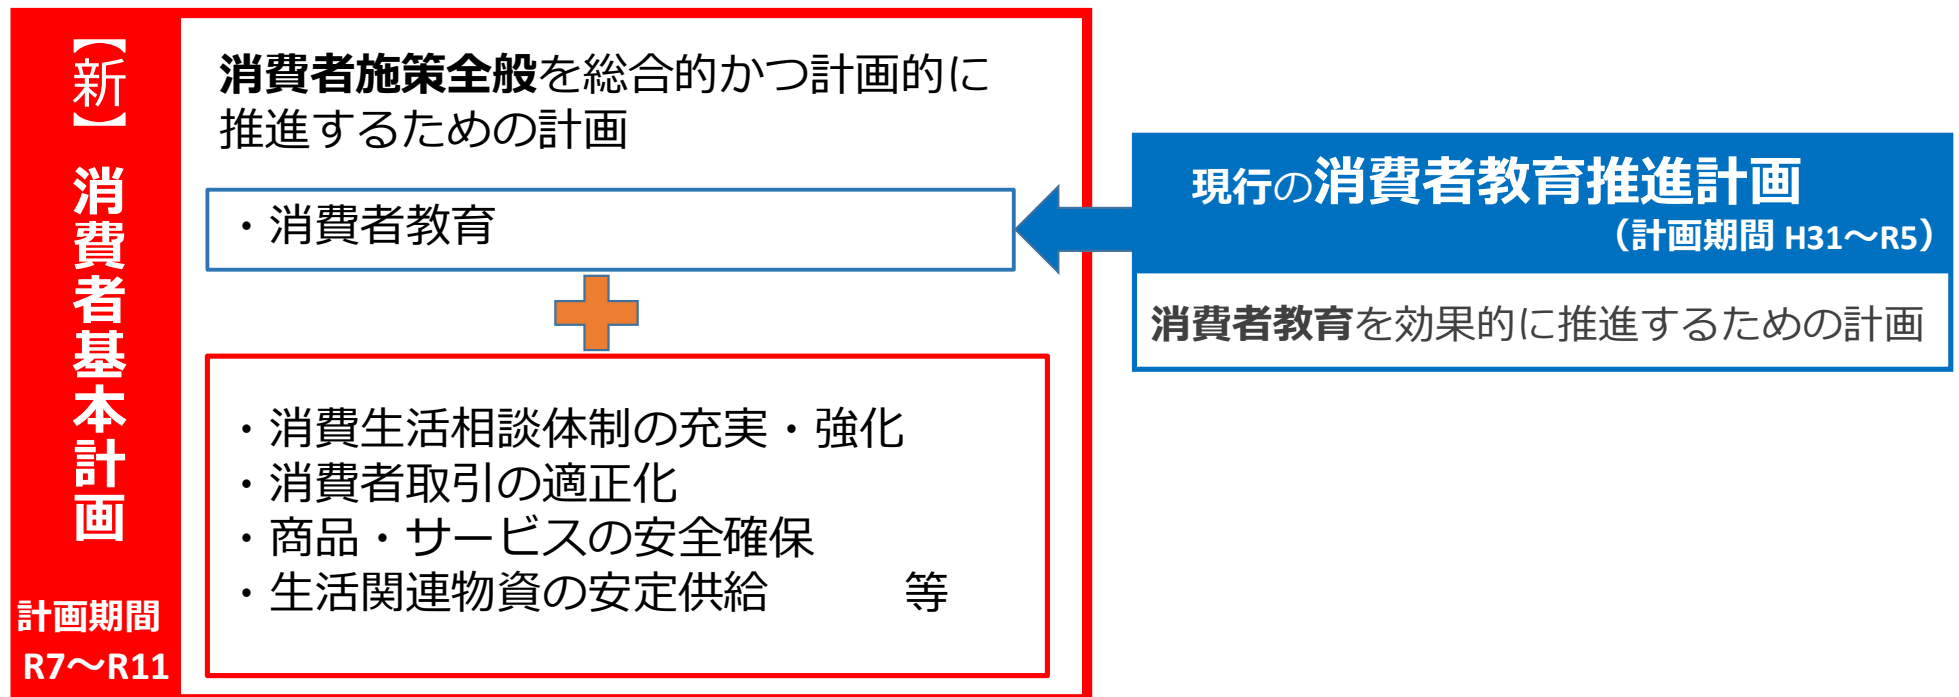 【新】消費者基本計画
計画期間
R7～R11
消費者施策全般を総合的かつ計画的に
推進するための計画
・消費者教育
・消費生活相談体制の充実・強化
・消費者取引の適正化
・商品・サービスの安全確保
・生活関連物資の安定供給　　　等
現行の消費者教育推進計画
（計画期間 H31～R5）
消費者教育を効果的に推進するための計画